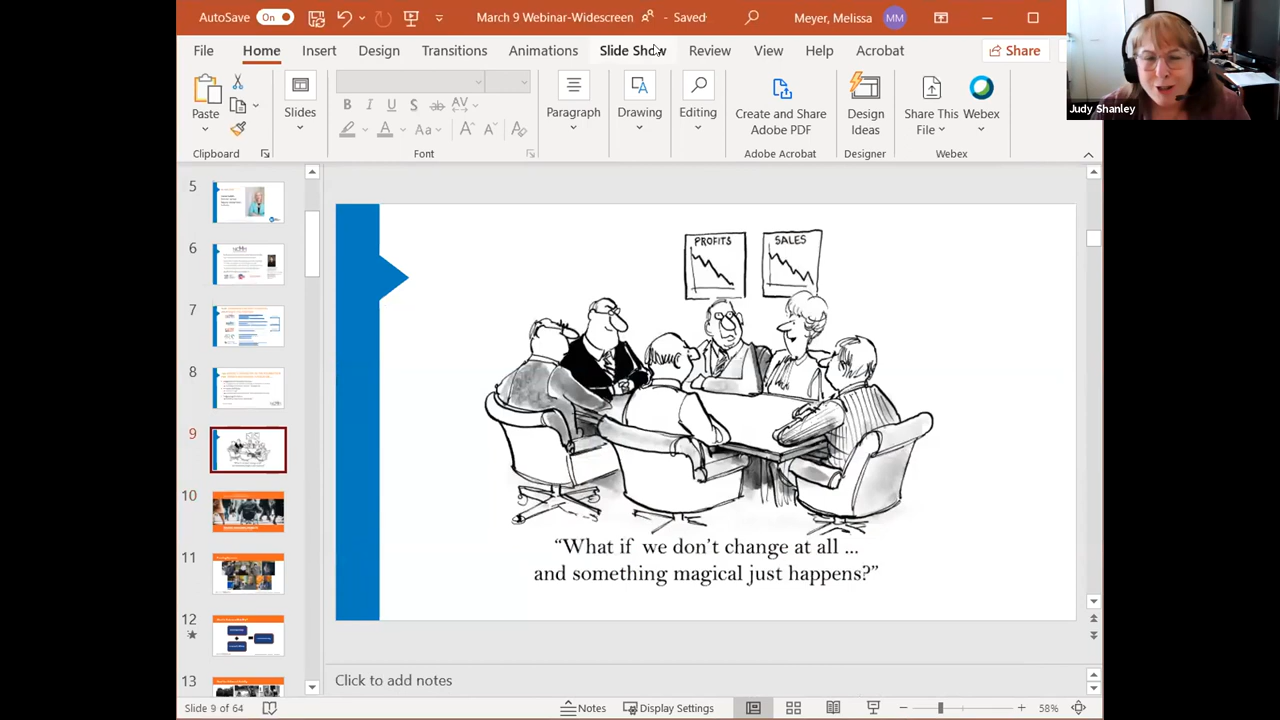 AutoSave On March 9 Webinar-Widescreen - Saved Meyer, Melissa MM
File Home Insert Design Transitions Animations Slide Show Review View Help Acrobat Share
Paste
Slides
Paragraph
Drawing
Editing
Create and Share
Adobe PDF
Design
Ideas
Share This
File
Webex
Clipboard Font Adobe Acrobat Designer Webex
B I U S ab AV
A Aa A A A
Judy Shanley
5
6
7
8
9
10
11
12
13
PROFITS
SALES
“What if we don’t change at all ...
and something magical just happens?”
Click to add notes
Slide 9 of 64 Notes Display Settings 58%